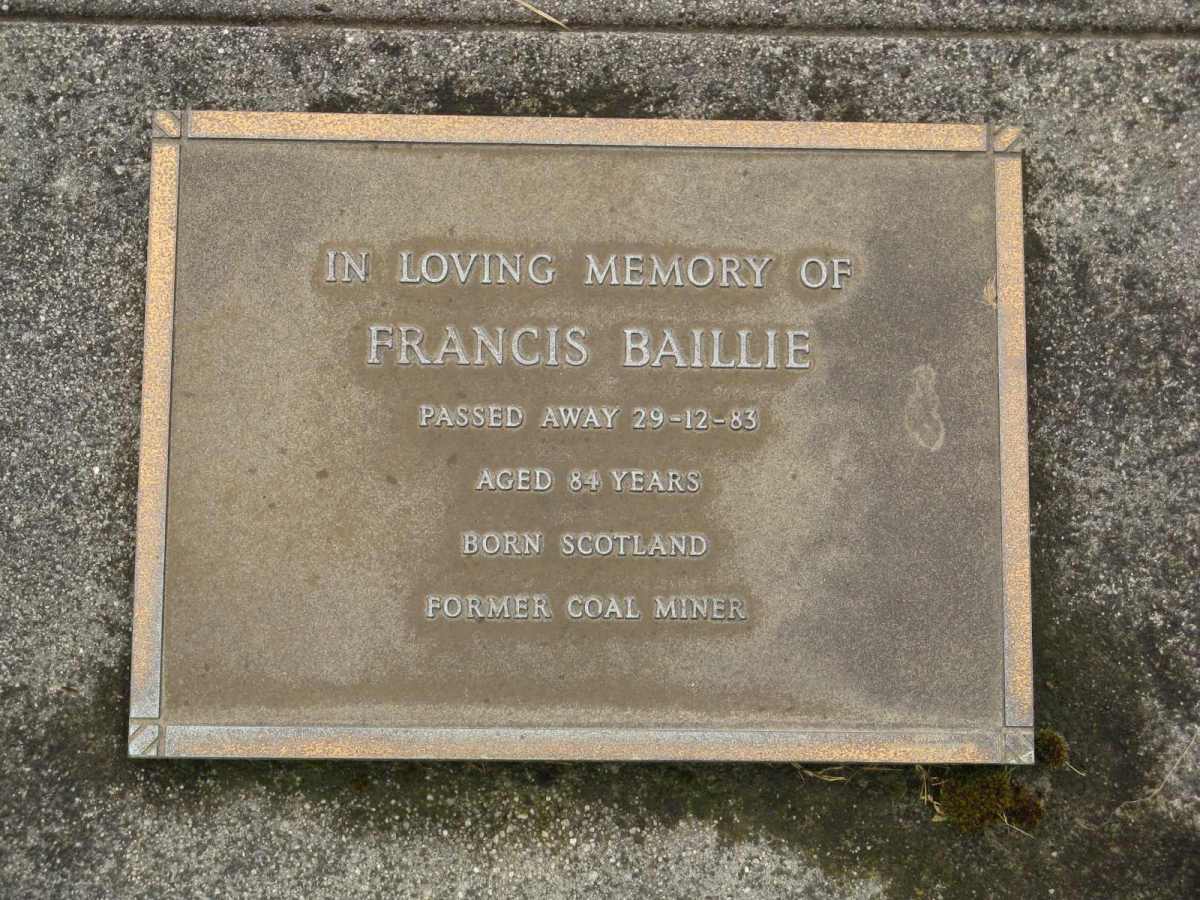 IN LOVING MEMORY OF
FRANCIS BAILLIE
PASSED AWAY 29-12-83
AGED 84 YEARS
BORN SCOTLAND
FORMER COAL MINER